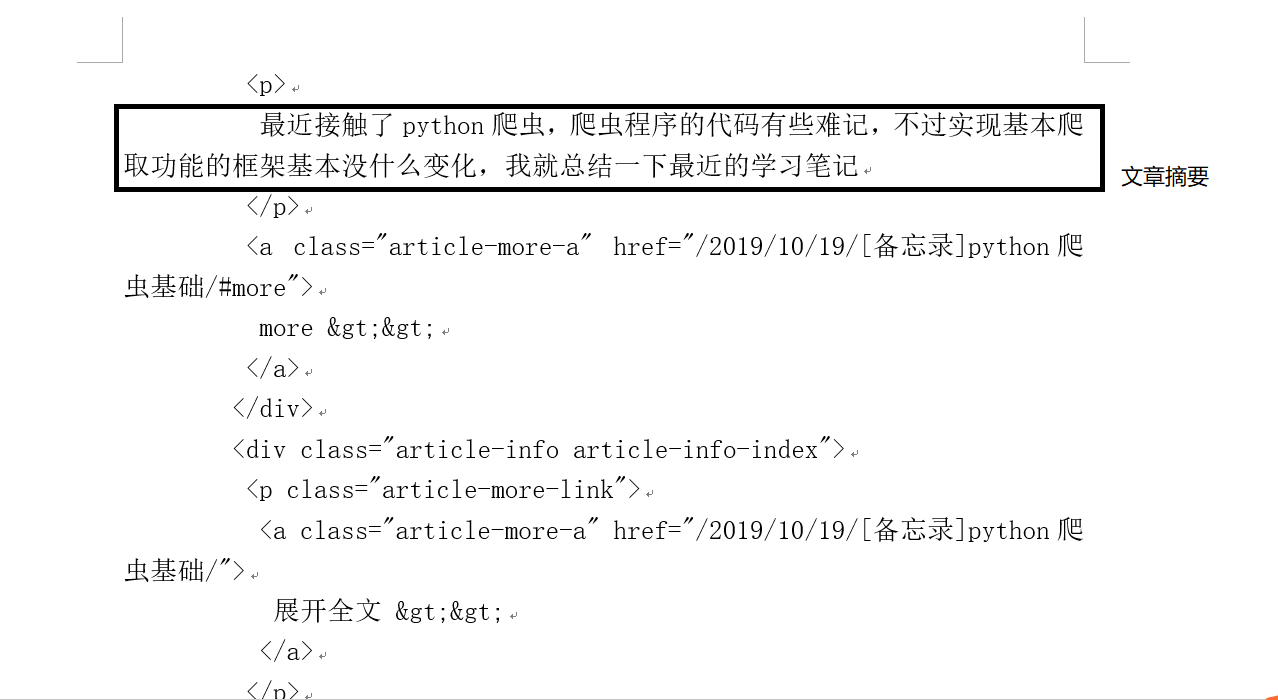 <p>
最近接触了 python 爬虫，爬虫程序的代码有些难记，不过实现基本爬
取功能的框架基本没什么变化，我就总结一下最近的学习笔记
文章摘要
</p>
<a class="article-more-a" href="/2019/10/19/[备忘录]python 爬
虫基础/#more">
more &gt;&gt;
</a>
</div>
<div class="article-info article-info-index">
<p class="article-more-link">
<a class="article-more-a" href="/2019/10/19/[备忘录]python 爬
虫基础/">
展开全文 &gt;&gt;
</a>
</p>